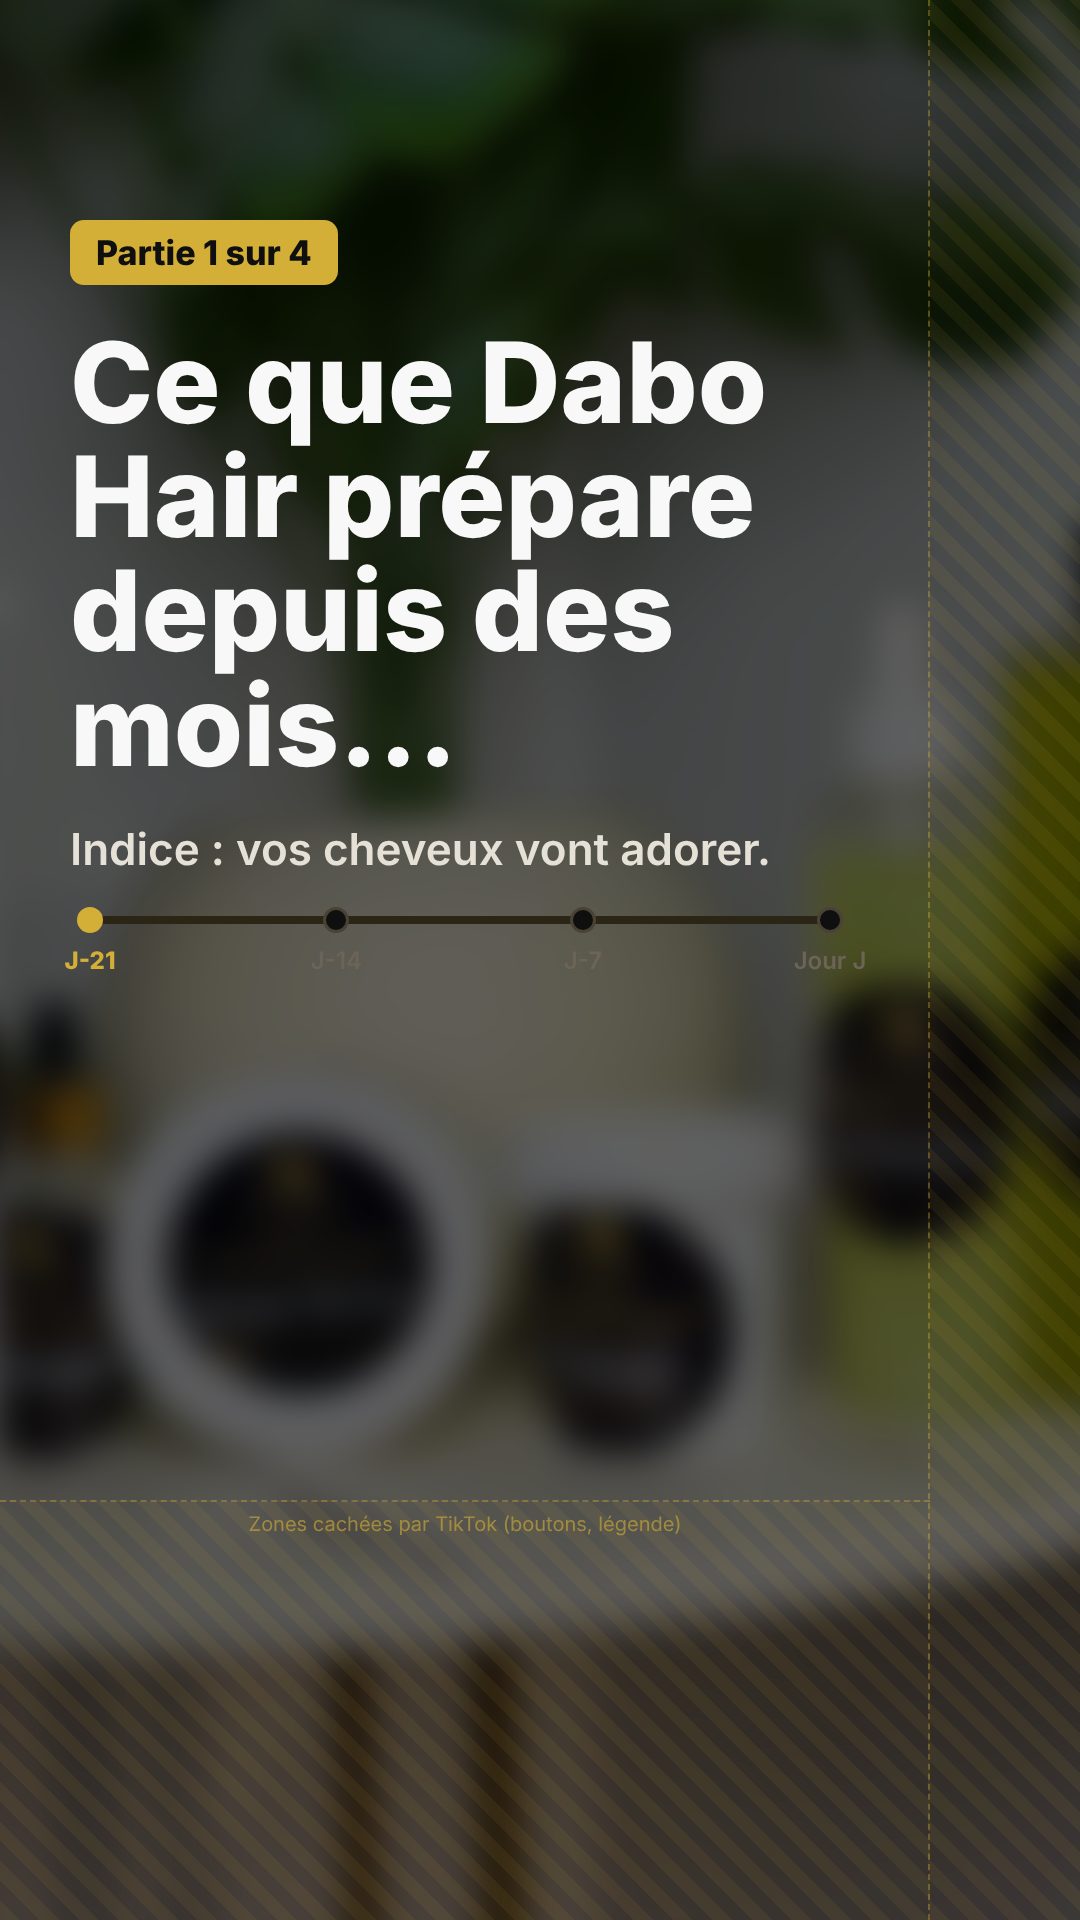 Partie 1 sur 4
Ce que Dabo
Hair prépare
depuis des
mois…
Indice : vos cheveux vont adorer.
J-21 J-14 J-7 Jour J
Zones cachées par TikTok (boutons, légende)